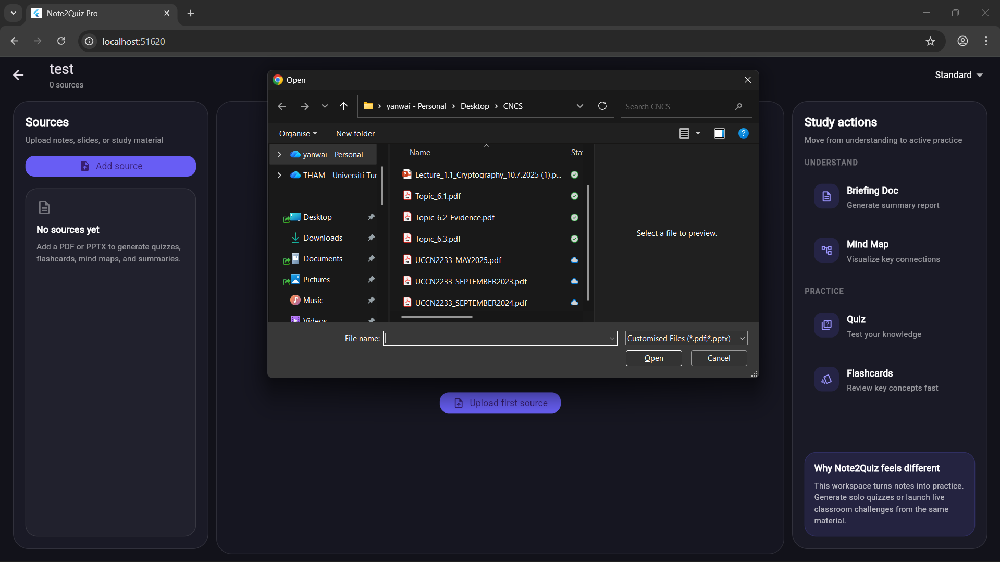 Note2Quiz Pro
localhost:51620
test
0 sources
Standard
Sources
Upload notes, slides, or study material
Add source
No sources yet
Add a PDF or PPTX to generate quizzes,
flashcards, mind maps, and summaries.
Open
yanwai - Personal
Desktop
CNCS
Search CNCS
Organise
New folder
yanwai - Personal
THAM - Universiti Tur
Desktop
Downloads
Documents
Pictures
Music
Videos
Name
Sta
Lecture_1.1_Cryptography_10.7.2025 (1).p...
Topic_6.1.pdf
Topic_6.2_Evidence.pdf
Topic_6.3.pdf
UCCN2233_MAY2025.pdf
UCCN2233_SEPTEMBER2023.pdf
UCCN2233_SEPTEMBER2024.pdf
Select a file to preview.
File name:
Customised Files (*.pdf;*.pptx)
Open
Cancel
Upload first source
Study actions
Move from understanding to active practice
UNDERSTAND
Briefing Doc
Generate summary report
Mind Map
Visualize key connections
PRACTICE
Quiz
Test your knowledge
Flashcards
Review key concepts fast
Why Note2Quiz feels different
This workspace turns notes into practice.
Generate solo quizzes or launch live
classroom challenges from the same
material.